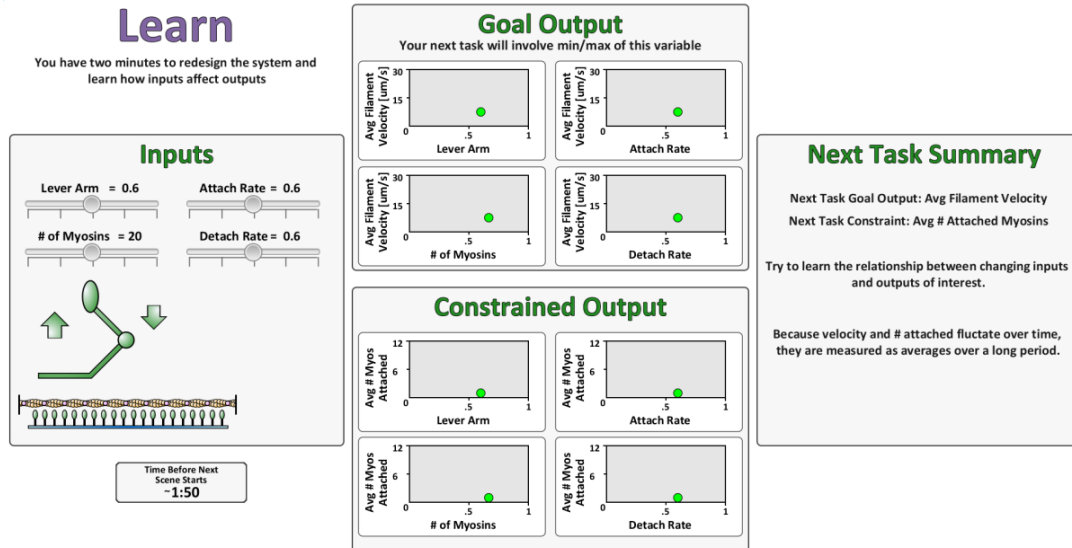 Learn
You have two minutes to redesign the system and
learn how inputs affect outputs
Inputs
Lever Arm = 0.6
Attach Rate = 0.6
# of Myosins = 20
Detach Rate = 0.6
Time Before Next
Scene Starts
~1:50
Goal Output
Your next task will involve min/max of this variable
Avg Filament
Velocity [um/s]
30
15
0
.5
1
Lever Arm
Avg Filament
Velocity [um/s]
30
15
0
.5
1
Attach Rate
Avg Filament
Velocity [um/s]
30
15
0
.5
1
# of Myosins
Avg Filament
Velocity [um/s]
30
15
0
.5
1
Detach Rate
Constrained Output
Avg # Myos
Attached
12
6
0
.5
1
Lever Arm
Avg # Myos
Attached
12
6
0
.5
1
Attach Rate
Avg # Myos
Attached
12
6
0
.5
1
# of Myosins
Avg # Myos
Attached
12
6
0
.5
1
Detach Rate
Next Task Summary
Next Task Goal Output: Avg Filament Velocity
Next Task Constraint: Avg # Attached Myosins
Try to learn the relationship between changing inputs
and outputs of interest.
Because velocity and # attached fluctate over time,
they are measured as averages over a long period.